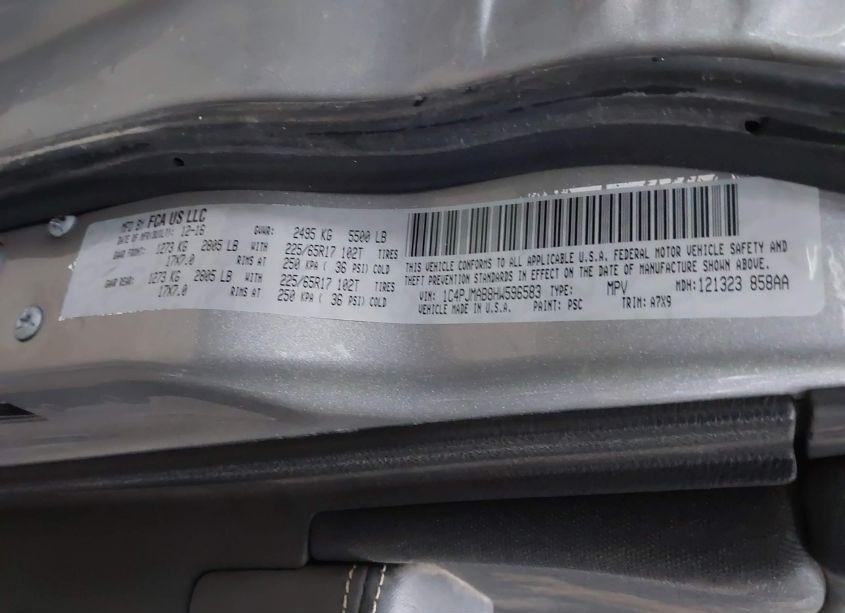 MFD BY FCA US LLC
DATE OF MFR(BUILT): 12-16 GVWR: 2495 KG 5500 LB
GAWR FRONT: 1273 KG 2805 LB WITH 225/65R17 102T TIRES
17X7.0 RIMS AT 250 KPA ( 36 PSI) COLD
GAWR REAR: 1273 KG 2805 LB WITH 225/65R17 102T TIRES
17X7.0 RIMS AT 250 KPA ( 36 PSI) COLD
THIS VEHICLE CONFORMS TO ALL APPLICABLE U.S.A. FEDERAL MOTOR VEHICLE SAFETY AND
THEFT PREVENTION STANDARDS IN EFFECT ON THE DATE OF MANUFACTURE SHOWN ABOVE.
VIN: 1C4PJMAB8HW596583 TYPE: MPV MDH: 121323 858AA
VEHICLE MADE IN U.S.A. PAINT: PSC TRIM: A7X9